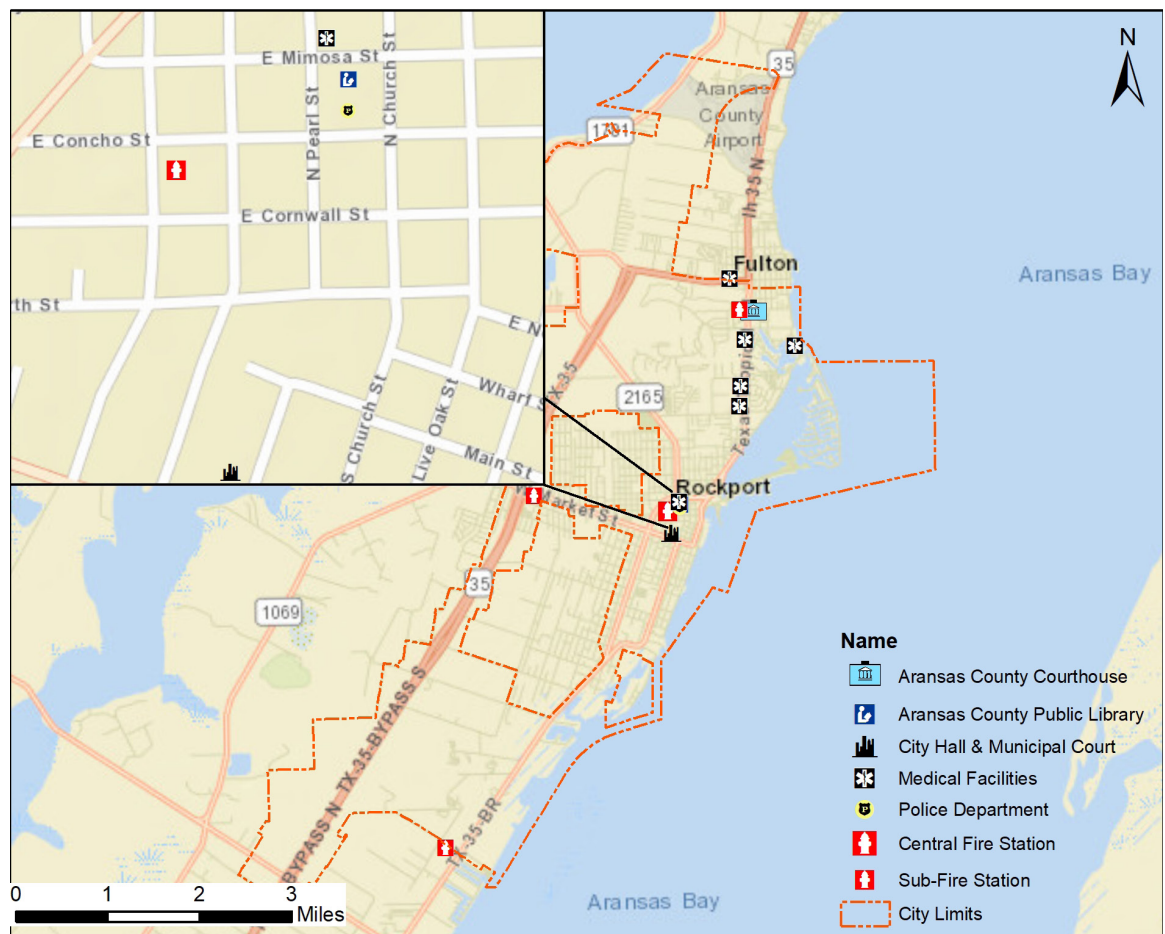 E Mimosa St
N Church St
N Pearl St
E Concho St
E Cornwall St
th St
E N
Wharf S
Main St
S Church St
Live Oak St
N
35
Aransas
County
Airport
1781
Ih 35 N
Fulton
Aransas Bay
TX-35
2165
Texas
Rockport
Market St
35
1069
BYPASS N TX-35-BYPASS S
TX-35-BR
Aransas Bay
Name
Aransas County Courthouse
Aransas County Public Library
City Hall & Municipal Court
Medical Facilities
Police Department
Central Fire Station
Sub-Fire Station
City Limits
0 1 2 3
Miles